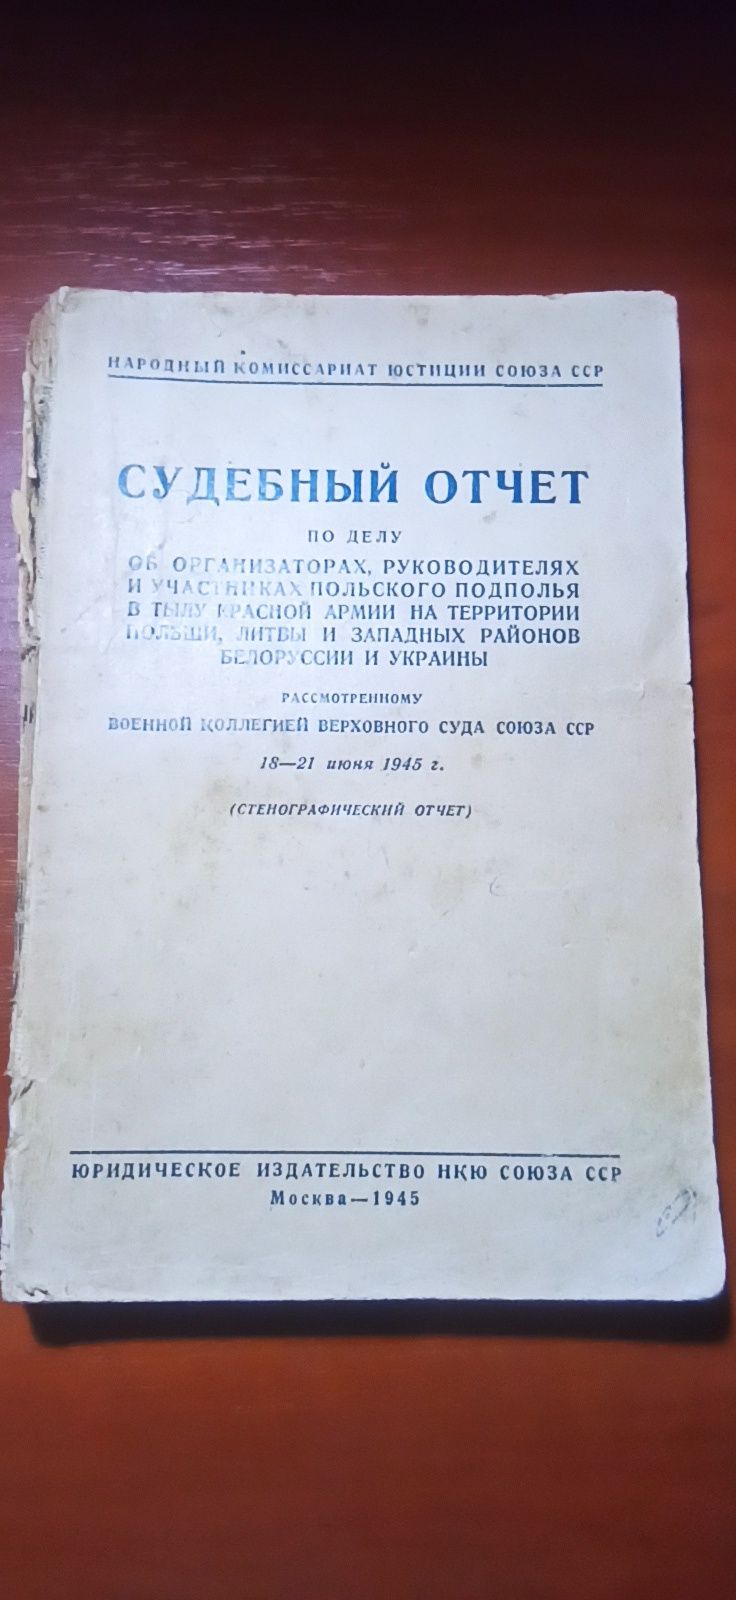 НАРОДНЫЙ КОМИССАРИАТ ЮСТИЦИИ СОЮЗА ССР
СУДЕБНЫЙ ОТЧЕТ
ПО ДЕЛУ
ОБ ОРГАНИЗАТОРАХ, РУКОВОДИТЕЛЯХ
И УЧАСТНИКАХ ПОЛЬСКОГО ПОДПОЛЬЯ
В ТЫЛУ КРАСНОЙ АРМИИ НА ТЕРРИТОРИИ
ПОЛЬШИ, ЛИТВЫ И ЗАПАДНЫХ РАЙОНОВ
БЕЛОРУССИИ И УКРАИНЫ
РАССМОТРЕННОМУ
ВОЕННОЙ КОЛЛЕГИЕЙ ВЕРХОВНОГО СУДА СОЮЗА ССР
18—21 июня 1945 г.
(СТЕНОГРАФИЧЕСКИЙ ОТЧЕТ)
ЮРИДИЧЕСКОЕ ИЗДАТЕЛЬСТВО НКЮ СОЮЗА ССР
Москва—1945